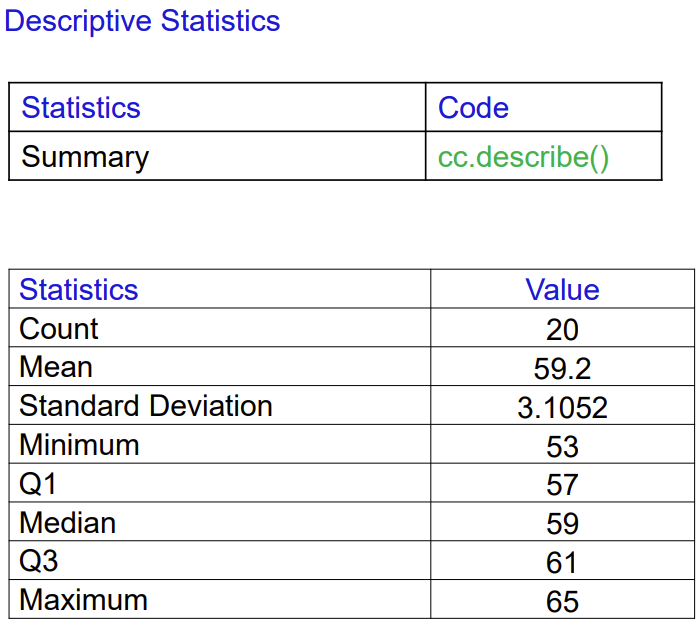 Descriptive Statistics
Statistics Code
Summary cc.describe()
Statistics Value
Count 20
Mean 59.2
Standard Deviation 3.1052
Minimum 53
Q1 57
Median 59
Q3 61
Maximum 65